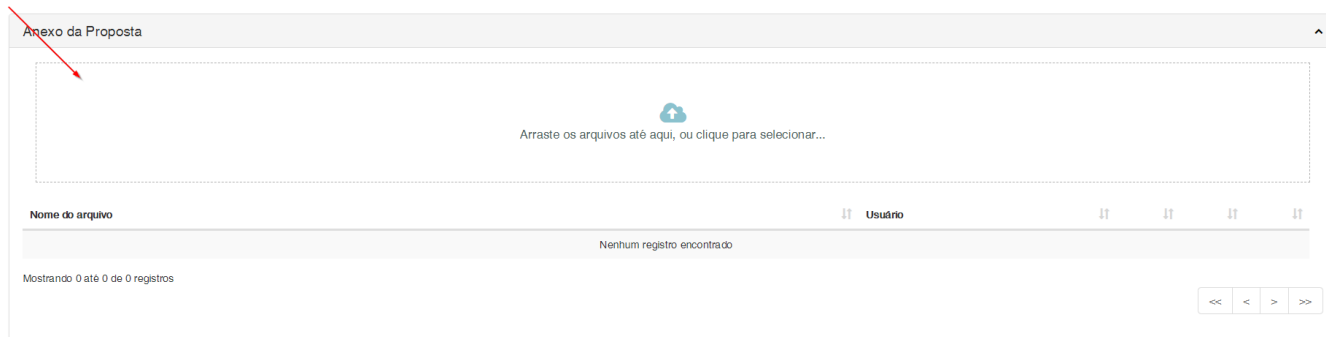 Anexo da Proposta
Arraste os arquivos até aqui, ou clique para selecionar...
Nome do arquivo Usuário
Nenhum registro encontrado
Mostrando 0 até 0 de 0 registros
<< < > >>